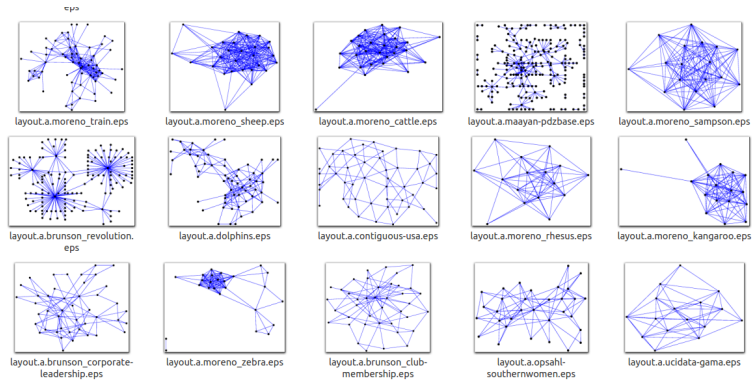 eps
layout.a.moreno_train.eps
layout.a.moreno_sheep.eps
layout.a.moreno_cattle.eps
layout.a.maayan-pdzbase.eps
layout.a.moreno_sampson.eps
layout.a.brunson_revolution.
eps
layout.a.dolphins.eps
layout.a.contiguous-usa.eps
layout.a.moreno_rhesus.eps
layout.a.moreno_kangaroo.eps
layout.a.brunson_corporate-
leadership.eps
layout.a.moreno_zebra.eps
layout.a.brunson_club-
membership.eps
layout.a.opsahl-
southernwomen.eps
layout.a.ucidata-gama.eps